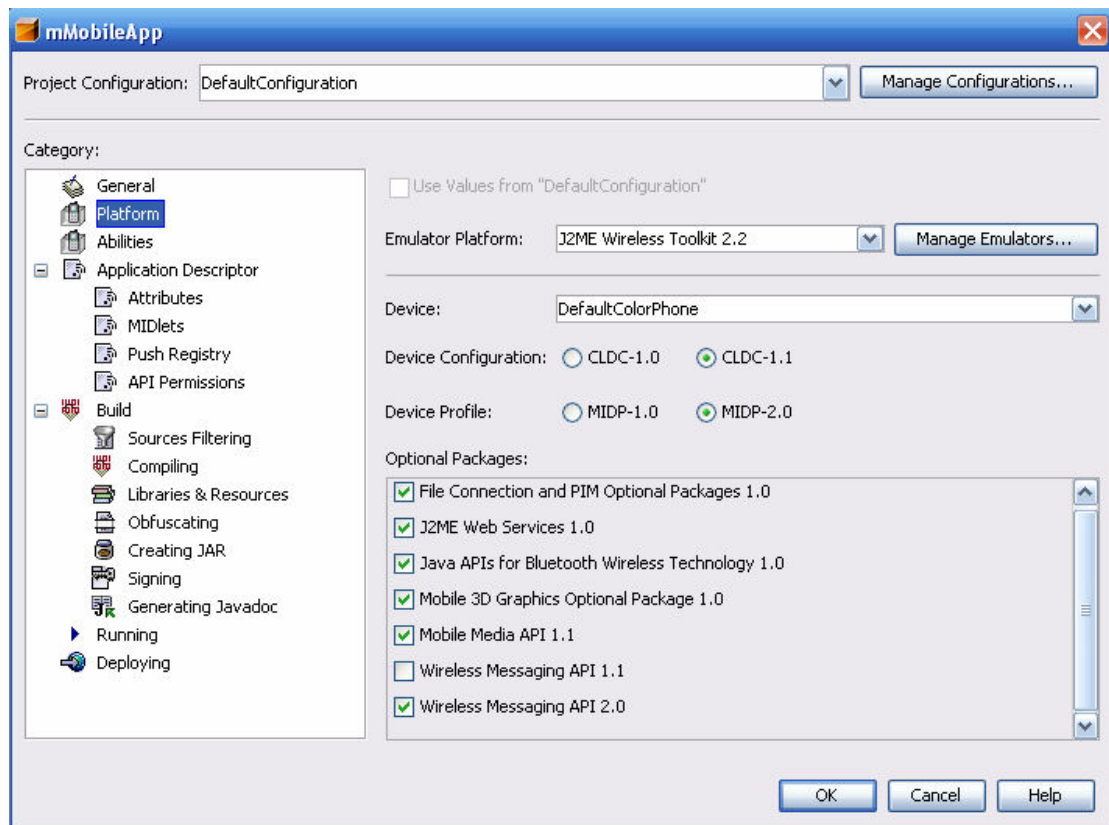 mMobileApp
Project Configuration: DefaultConfiguration Manage Configurations...
Category:
General
Platform
Abilities
Application Descriptor
Attributes
MIDlets
Push Registry
API Permissions
Build
Sources Filtering
Compiling
Libraries & Resources
Obfuscating
Creating JAR
Signing
Generating Javadoc
Running
Deploying
Use Values from "DefaultConfiguration"
Emulator Platform: J2ME Wireless Toolkit 2.2 Manage Emulators...
Device: DefaultColorPhone
Device Configuration: CLDC-1.0 CLDC-1.1
Device Profile: MIDP-1.0 MIDP-2.0
Optional Packages:
File Connection and PIM Optional Packages 1.0
J2ME Web Services 1.0
Java APIs for Bluetooth Wireless Technology 1.0
Mobile 3D Graphics Optional Package 1.0
Mobile Media API 1.1
Wireless Messaging API 1.1
Wireless Messaging API 2.0
OK Cancel Help